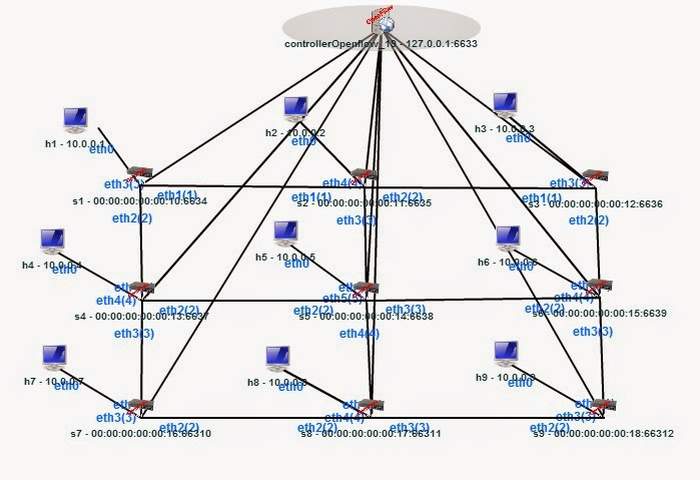 controllerOpenflow_19 - 127.0.0.1:6633
h1 - 10.0.0.1
eth0
h2 - 10.0.0.2
eth0
h3 - 10.0.0.3
eth0
eth3(3)
eth1(1)
eth2(2)
s1 - 00:00:00:00:00:10:6634
eth1(1)
eth2(2)
eth3(3)
s2 - 00:00:00:00:00:11:6635
eth1(1)
eth2(2)
00:00:00:00:00:12:6636
h4 - 10.0.0.4
eth0
h5 - 10.0.0.5
eth0
h6 - 10.0.0.6
eth0
eth4(4)
eth2(2)
eth3(3)
s4 - 00:00:00:00:00:13:6637
eth5(5)
eth2(2)
eth3(3)
eth4(4)
s5 - 00:00:00:00:00:14:6638
eth4(4)
eth2(2)
eth3(3)
00:00:00:00:00:15:6639
h7 - 10.0.0.7
eth0
h8 - 10.0.0.8
eth0
h9 - 10.0.0.9
eth0
eth3(3)
eth2(2)
s7 - 00:00:00:00:00:16:66310
eth4(4)
eth2(2)
eth3(3)
s8 - 00:00:00:00:00:17:66311
eth3(3)
eth2(2)
s9 - 00:00:00:00:00:18:66312